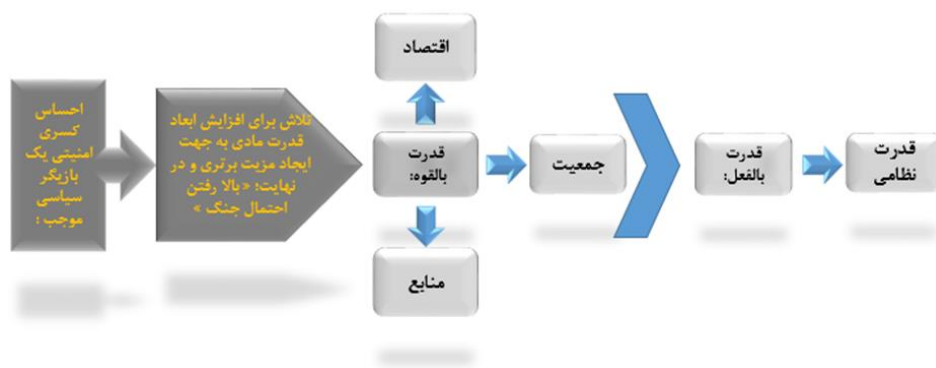 احساس
کسری
امنیتی یک
بازیگر
سیاسی
موجب :
تلاش برای افزایش ابعاد
قدرت مادی به جهت
ایجاد مزیت برتری و در
نهایت؛ « بالا رفتن
احتمال جنگ »
اقتصاد
قدرت
بالقوه:
جمعیت
منابع
قدرت
بالفعل:
قدرت
نظامی